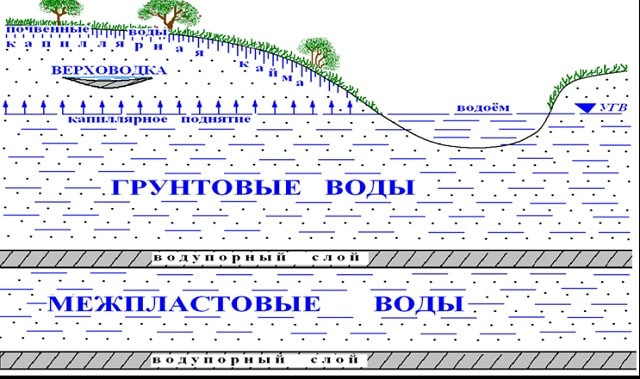 почвенные воды
капиллярная кайма
ВЕРХОВОДКА
водоём
УГВ
капиллярное поднятие
ГРУНТОВЫЕ ВОДЫ
водупорный слой
МЕЖПЛАСТОВЫЕ ВОДЫ
водупорный слой